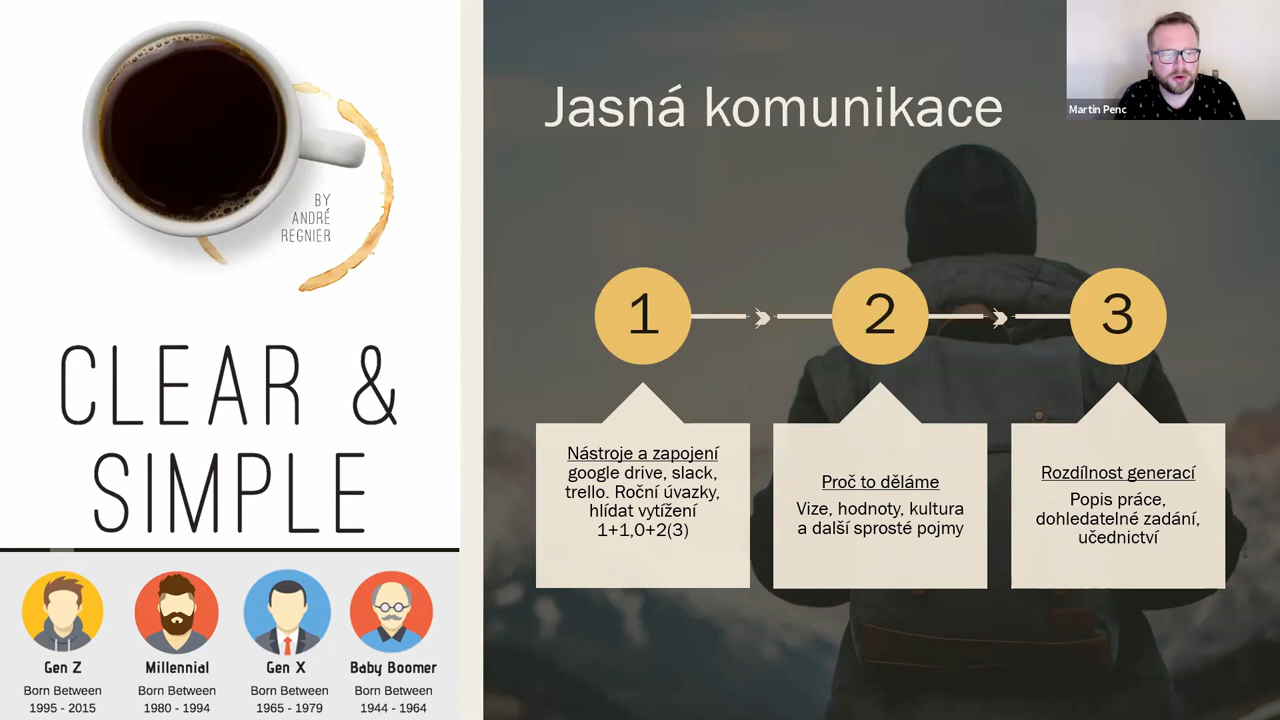 BY
ANDRÉ
REGNIER
CLEAR &
SIMPLE
Gen Z
Born Between
1995 - 2015
Millennial
Born Between
1980 - 1994
Gen X
Born Between
1965 - 1979
Baby Boomer
Born Between
1944 - 1964
Jasná komunikace
Martin Penc
1
2
3
Nástroje a zapojení
google drive, slack,
trello. Roční úvazky,
hlídat vytížení
1+1,0+2(3)
Proč to děláme
Vize, hodnoty, kultura
a další sprosté pojmy
Rozdílnost generací
Popis práce,
dohledatelné zadání,
učednictví